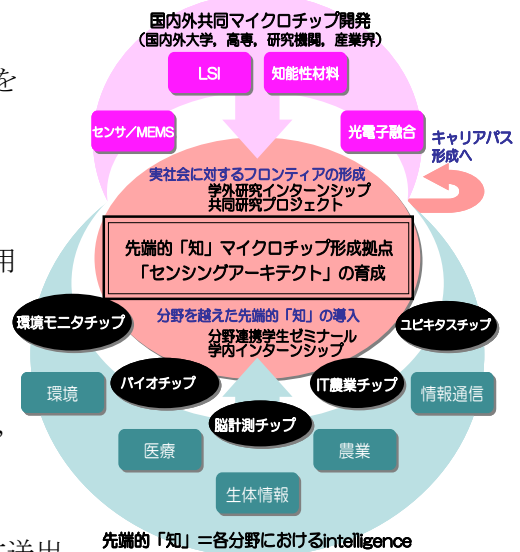 国内外共同マイクロチップ開発
（国内外大学，高専，研究機関，産業界）
LSI
知能性材料
を
センサ／MEMS
光電子融合
キャリアパス
形成へ
実社会に対するフロンティアの形成
学外研究インターンシップ
共同研究プロジェクト
先端的「知」マイクロチップ形成拠点
「センシングアーキテクト」の育成
用
分野を越えた先端的「知」の導入
分野連携学生ゼミナール
学内インターンシップ
環境モニタチップ
ユビキタスチップ
バイオチップ
IT農業チップ
環境
情報通信
脳計測チップ
，
医療
農業
生体情報
先端的「知」＝各分野におけるintelligence
送出